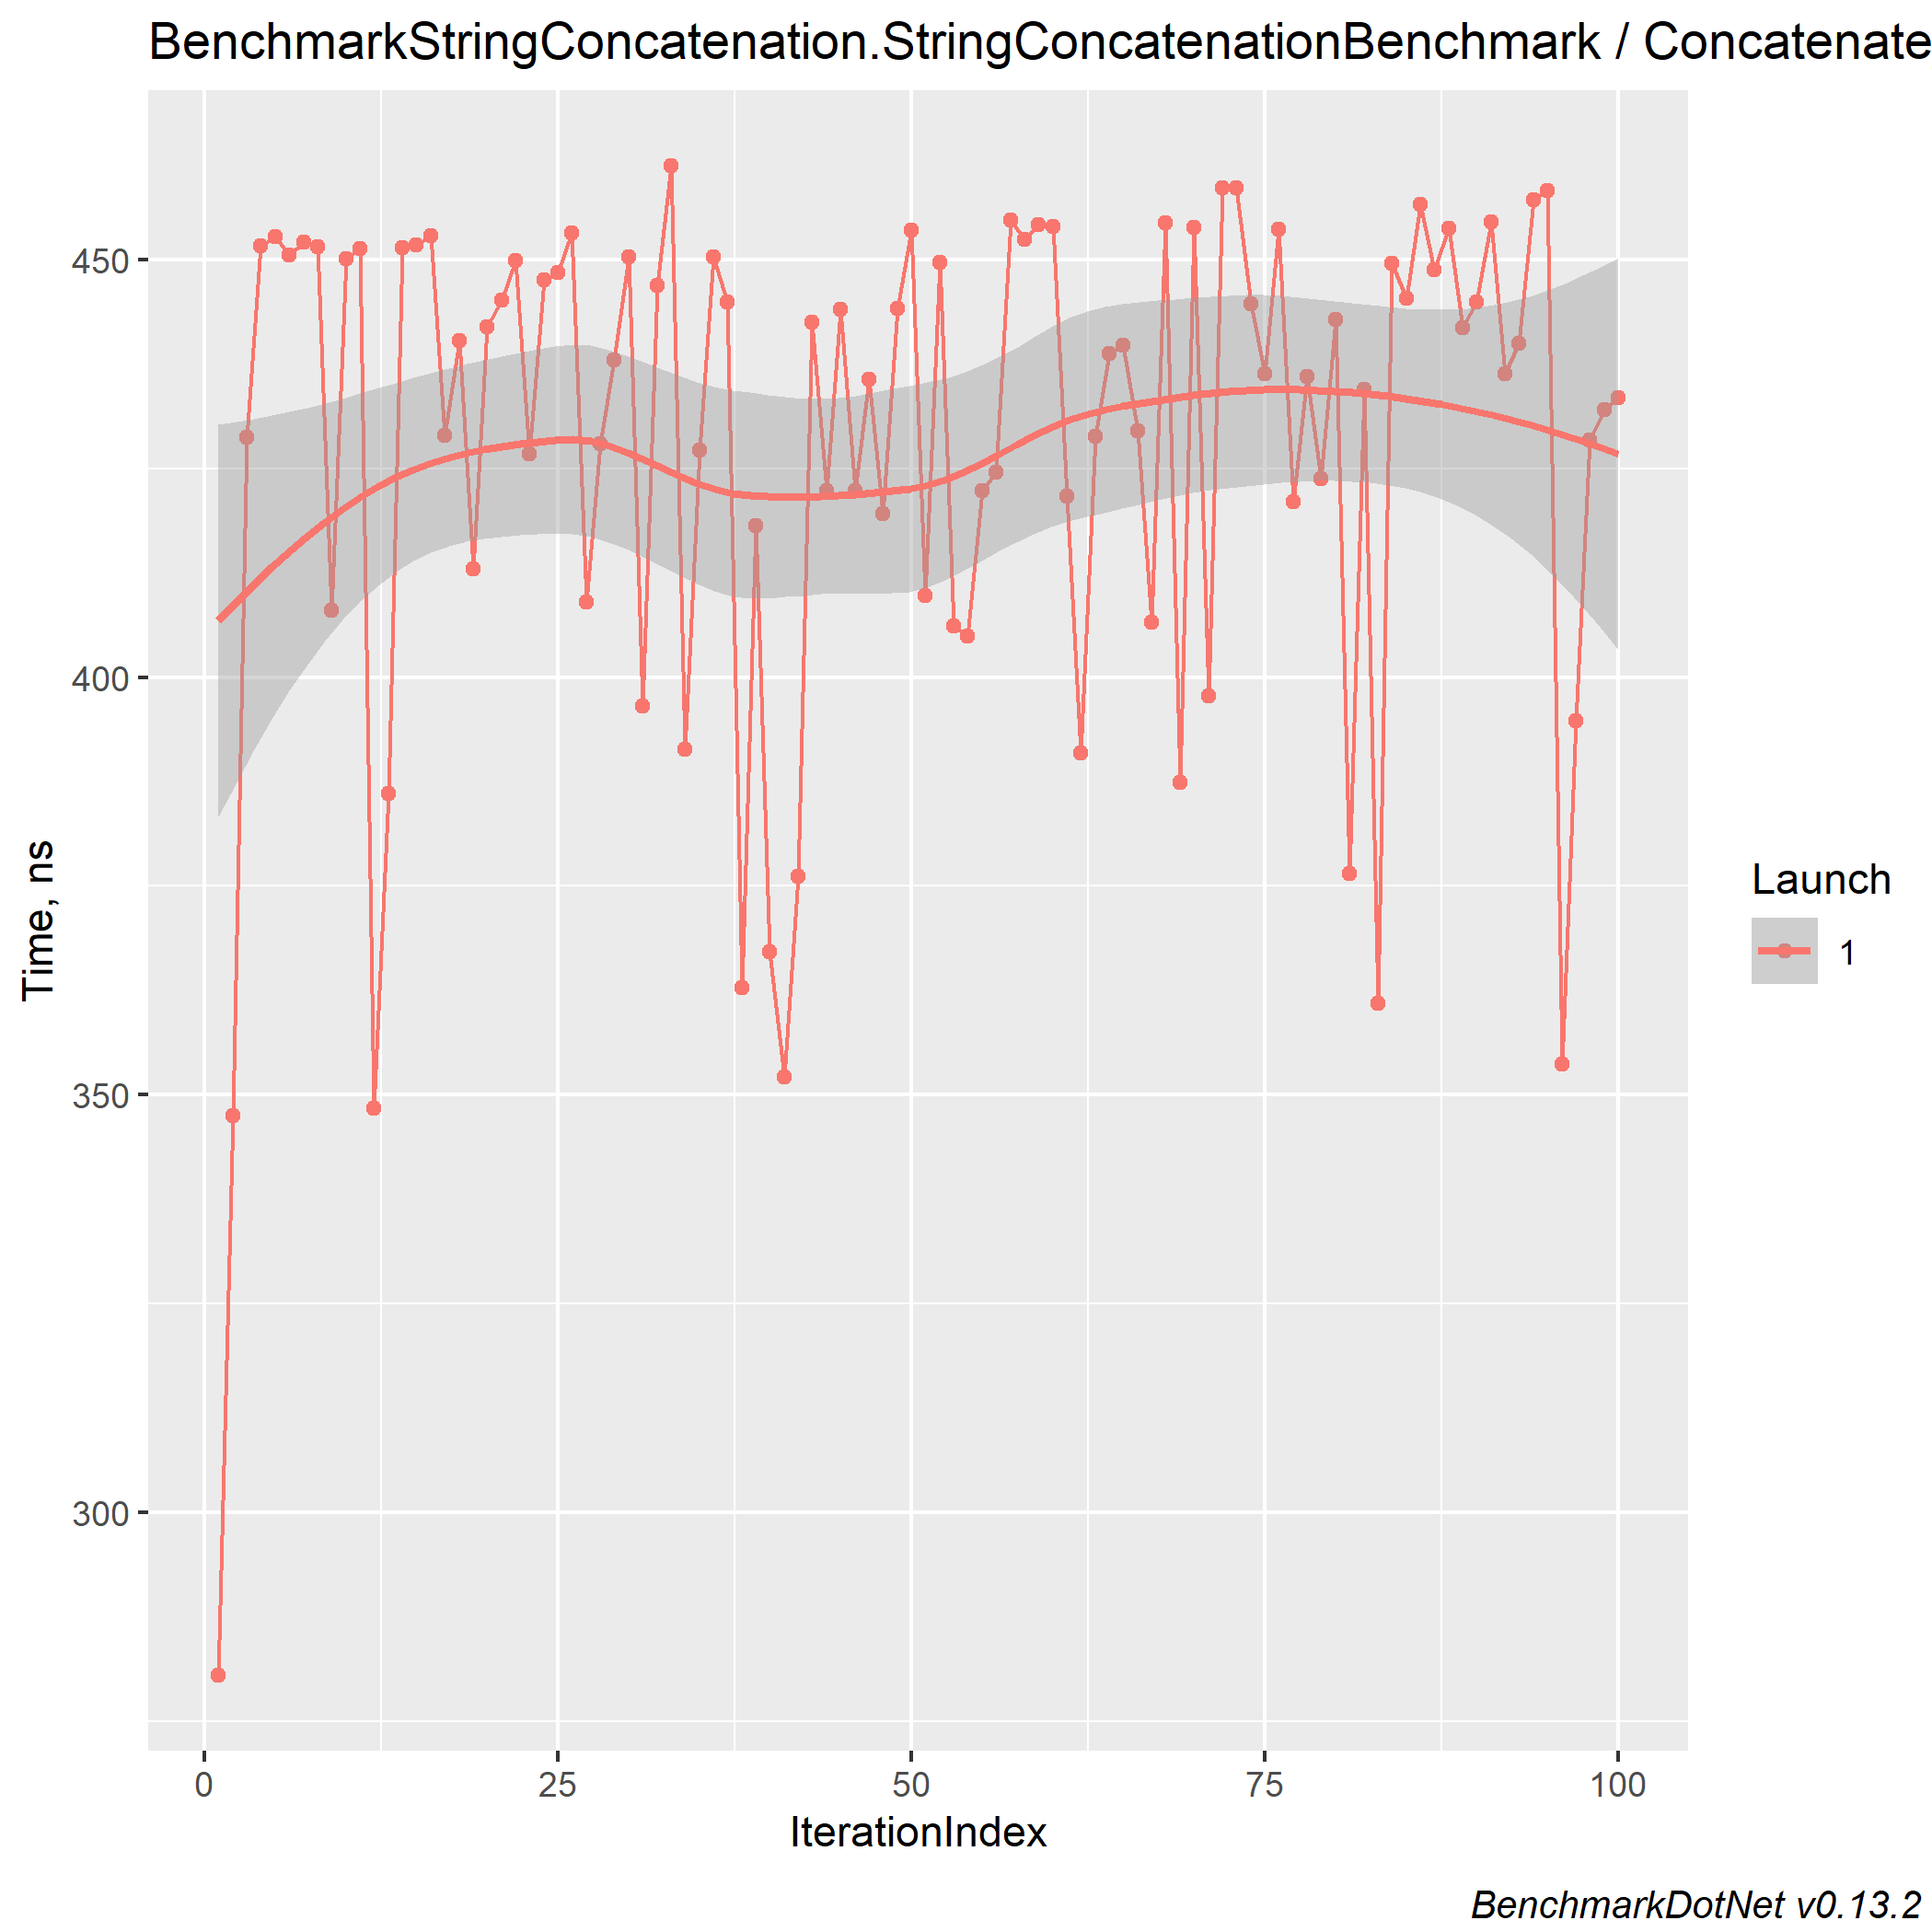 BenchmarkStringConcatenation.StringConcatenationBenchmark / Concatenate
Time, ns
450
400
350
300
0 25 50 75 100
IterationIndex
Launch
1
BenchmarkDotNet v0.13.2